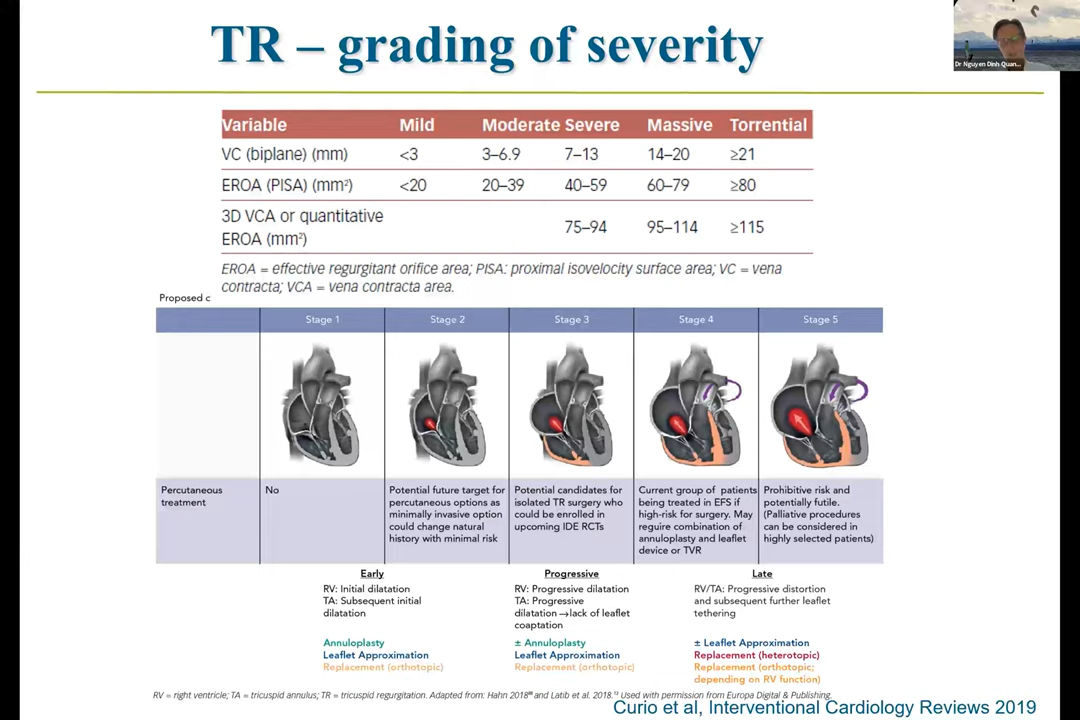 TR – grading of severity
Dr Nguyen Dinh Quan...
Variable Mild Moderate Severe Massive Torrential
VC (biplane) (mm) <3 3–6.9 7–13 14–20 ≥21
EROA (PISA) (mm²) <20 20–39 40–59 60–79 ≥80
3D VCA or quantitative
EROA (mm²) 75–94 95–114 ≥115
EROA = effective regurgitant orifice area; PISA: proximal isovelocity surface area; VC = vena
contracta; VCA = vena contracta area.
Proposed c
Stage 1 Stage 2 Stage 3 Stage 4 Stage 5
Percutaneous
treatment
No
Potential future target for
percutaneous options as
minimally invasive option
could change natural
history with minimal risk
Potential candidates for
isolated TR surgery who
could be enrolled in
upcoming IDE RCTs
Current group of patients
being treated in EFS if
high-risk for surgery. May
require combination of
annuloplasty and leaflet
device or TVR
Prohibitive risk and
potentially futile.
(Palliative procedures
can be considered in
highly selected patients)
Early
RV: Initial dilatation
TA: Subsequent initial
dilatation
Annuloplasty
Leaflet Approximation
Replacement (orthotopic)
Progressive
RV: Progressive dilatation
TA: Progressive
dilatation →lack of leaflet
coaptation
± Annuloplasty
Leaflet Approximation
Replacement (orthotopic)
Late
RV/TA: Progressive distortion
and subsequent further leaflet
tethering
± Leaflet Approximation
Replacement (heterotopic)
Replacement (orthotopic;
depending on RV function)
RV = right ventricle; TA = tricuspid annulus; TR = tricuspid regurgitation. Adapted from: Hahn 2018 and Latib et al. 2018. Used with permission from Europa Digital & Publishing.
Curio et al, Interventional Cardiology Reviews 2019